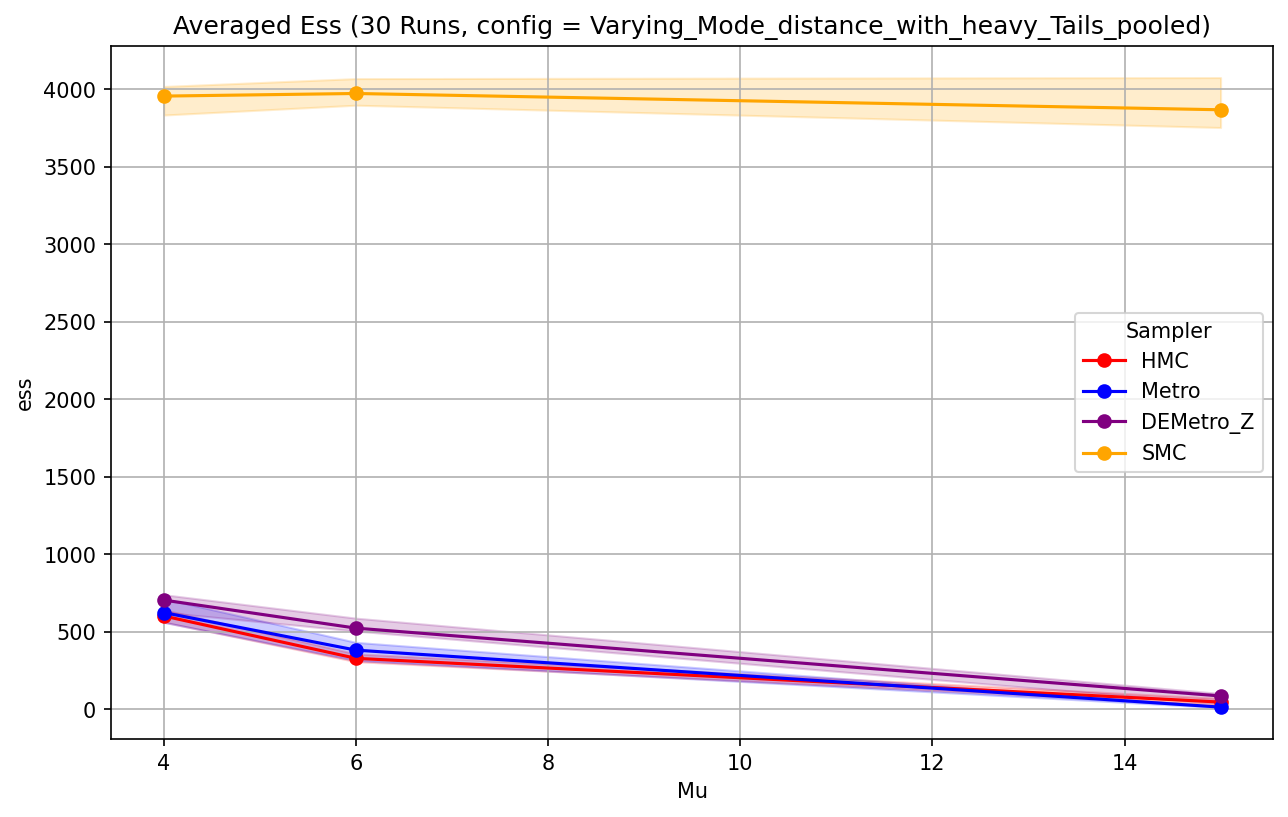 Averaged Ess (30 Runs, config = Varying_Mode_distance_with_heavy_Tails_pooled)
4000
3500
3000
2500
2000
1500
1000
500
0
ess
Sampler
HMC
Metro
DEMetro_Z
SMC
4 6 8 10 12 14
Mu